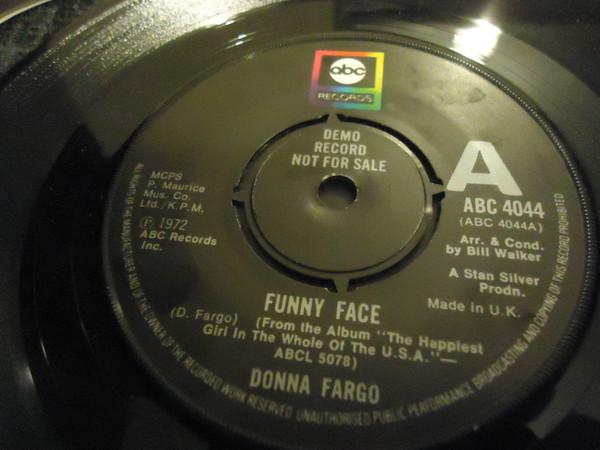 abc
RECORDS
DEMO
RECORD
NOT FOR SALE
A
MCPS
P. Maurice
Mus. Co.
Ltd./K.P.M.
℗ 1972
ABC Records
Inc.
ABC 4044
(ABC 4044A)
Arr. & Cond.
by Bill Walker
A Stan Silver
Prodn.
Made in U.K.
FUNNY FACE
(D. Fargo) (From the Album "The Happiest
Girl In The Whole Of The U.S.A."—
ABCL 5078)
DONNA FARGO
ALL RIGHTS OF THE MANUFACTURER AND OF THE OWNER OF THE RECORDED WORK RESERVED. UNAUTHORISED PUBLIC PERFORMANCE BROADCASTING AND COPYING OF THIS RECORD PROHIBITED